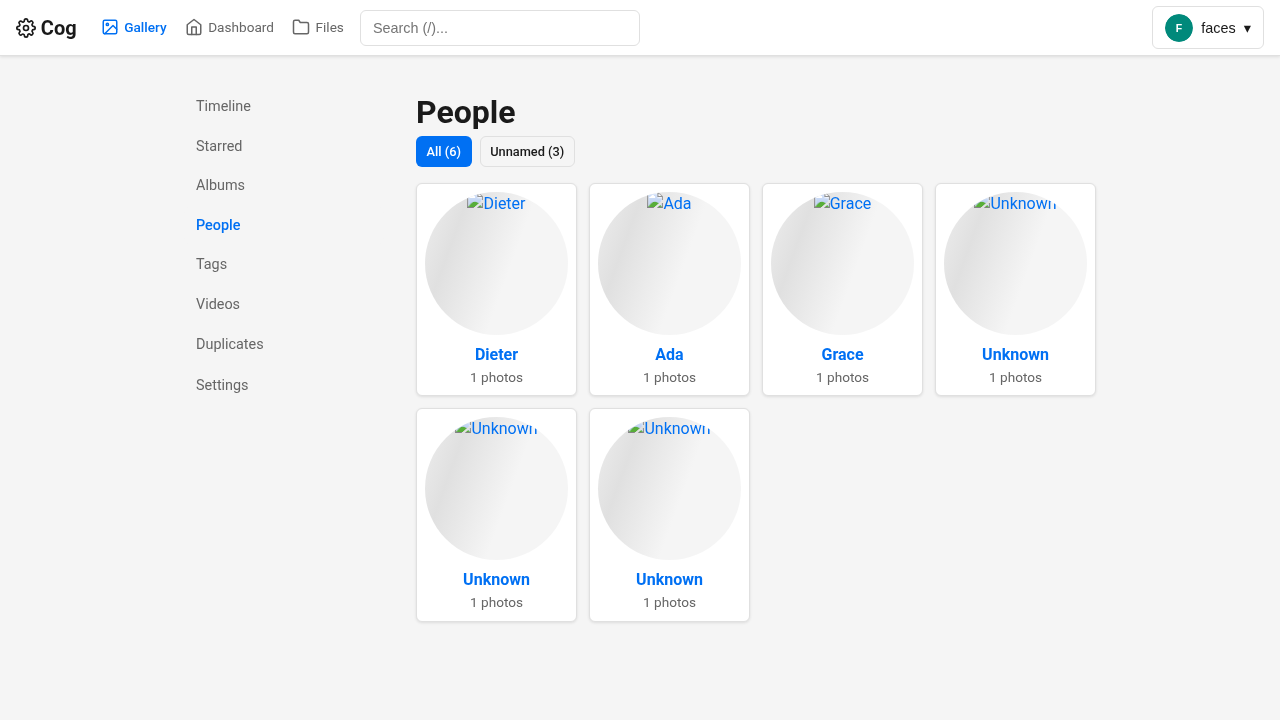 Cog
Gallery
Dashboard
Files
Search (/)...
F
faces ▾
Timeline
Starred
Albums
People
Tags
Videos
Duplicates
Settings
People
All (6)
Unnamed (3)
Dieter
Ada
Grace
Unknown
Dieter
Ada
Grace
Unknown
1 photos
1 photos
1 photos
1 photos
Unknown
Unknown
Unknown
Unknown
1 photos
1 photos